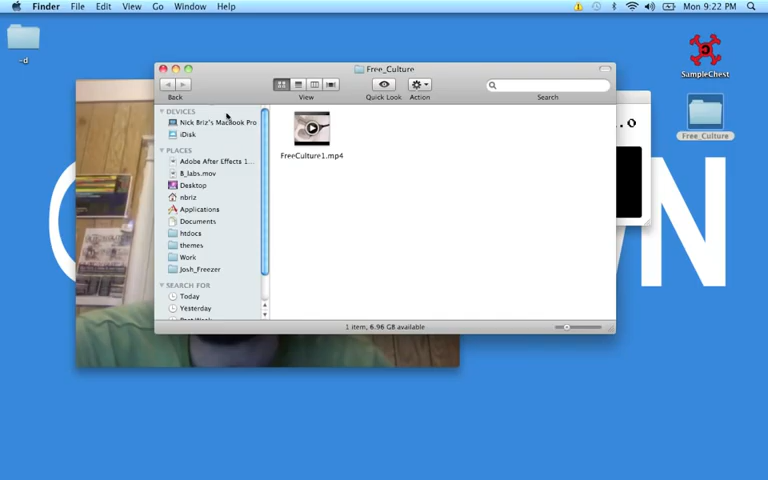 Finder File Edit View Go Window Help Mon 9:22 PM
~d
SampleChest
Free_Culture
Free_Culture
Back View Quick Look Action Search
DEVICES
Nick Briz's MacBook Pro
iDisk
PLACES
Adobe After Effects 1...
B_labs.mov
Desktop
nbriz
Applications
Documents
htdocs
themes
Work
Josh_Freezer
SEARCH FOR
Today
Yesterday
FreeCulture1.mp4
1 item, 6.96 GB available
N